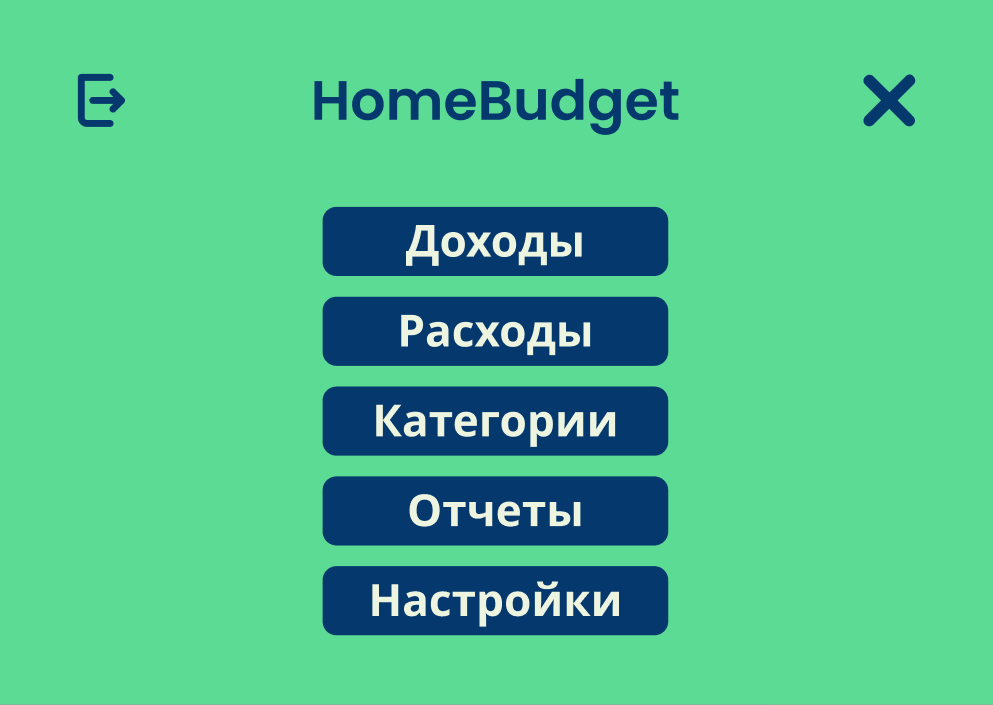 HomeBudget
Доходы
Расходы
Категории
Отчеты
Настройки